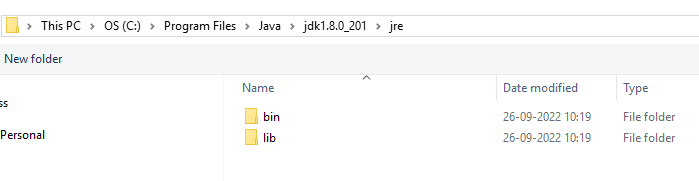 This PC > OS (C:) > Program Files > Java > jdk1.8.0_201 > jre
New folder
Name Date modified Type
ss
bin 26-09-2022 10:19 File folder
Personal
lib 26-09-2022 10:19 File folder